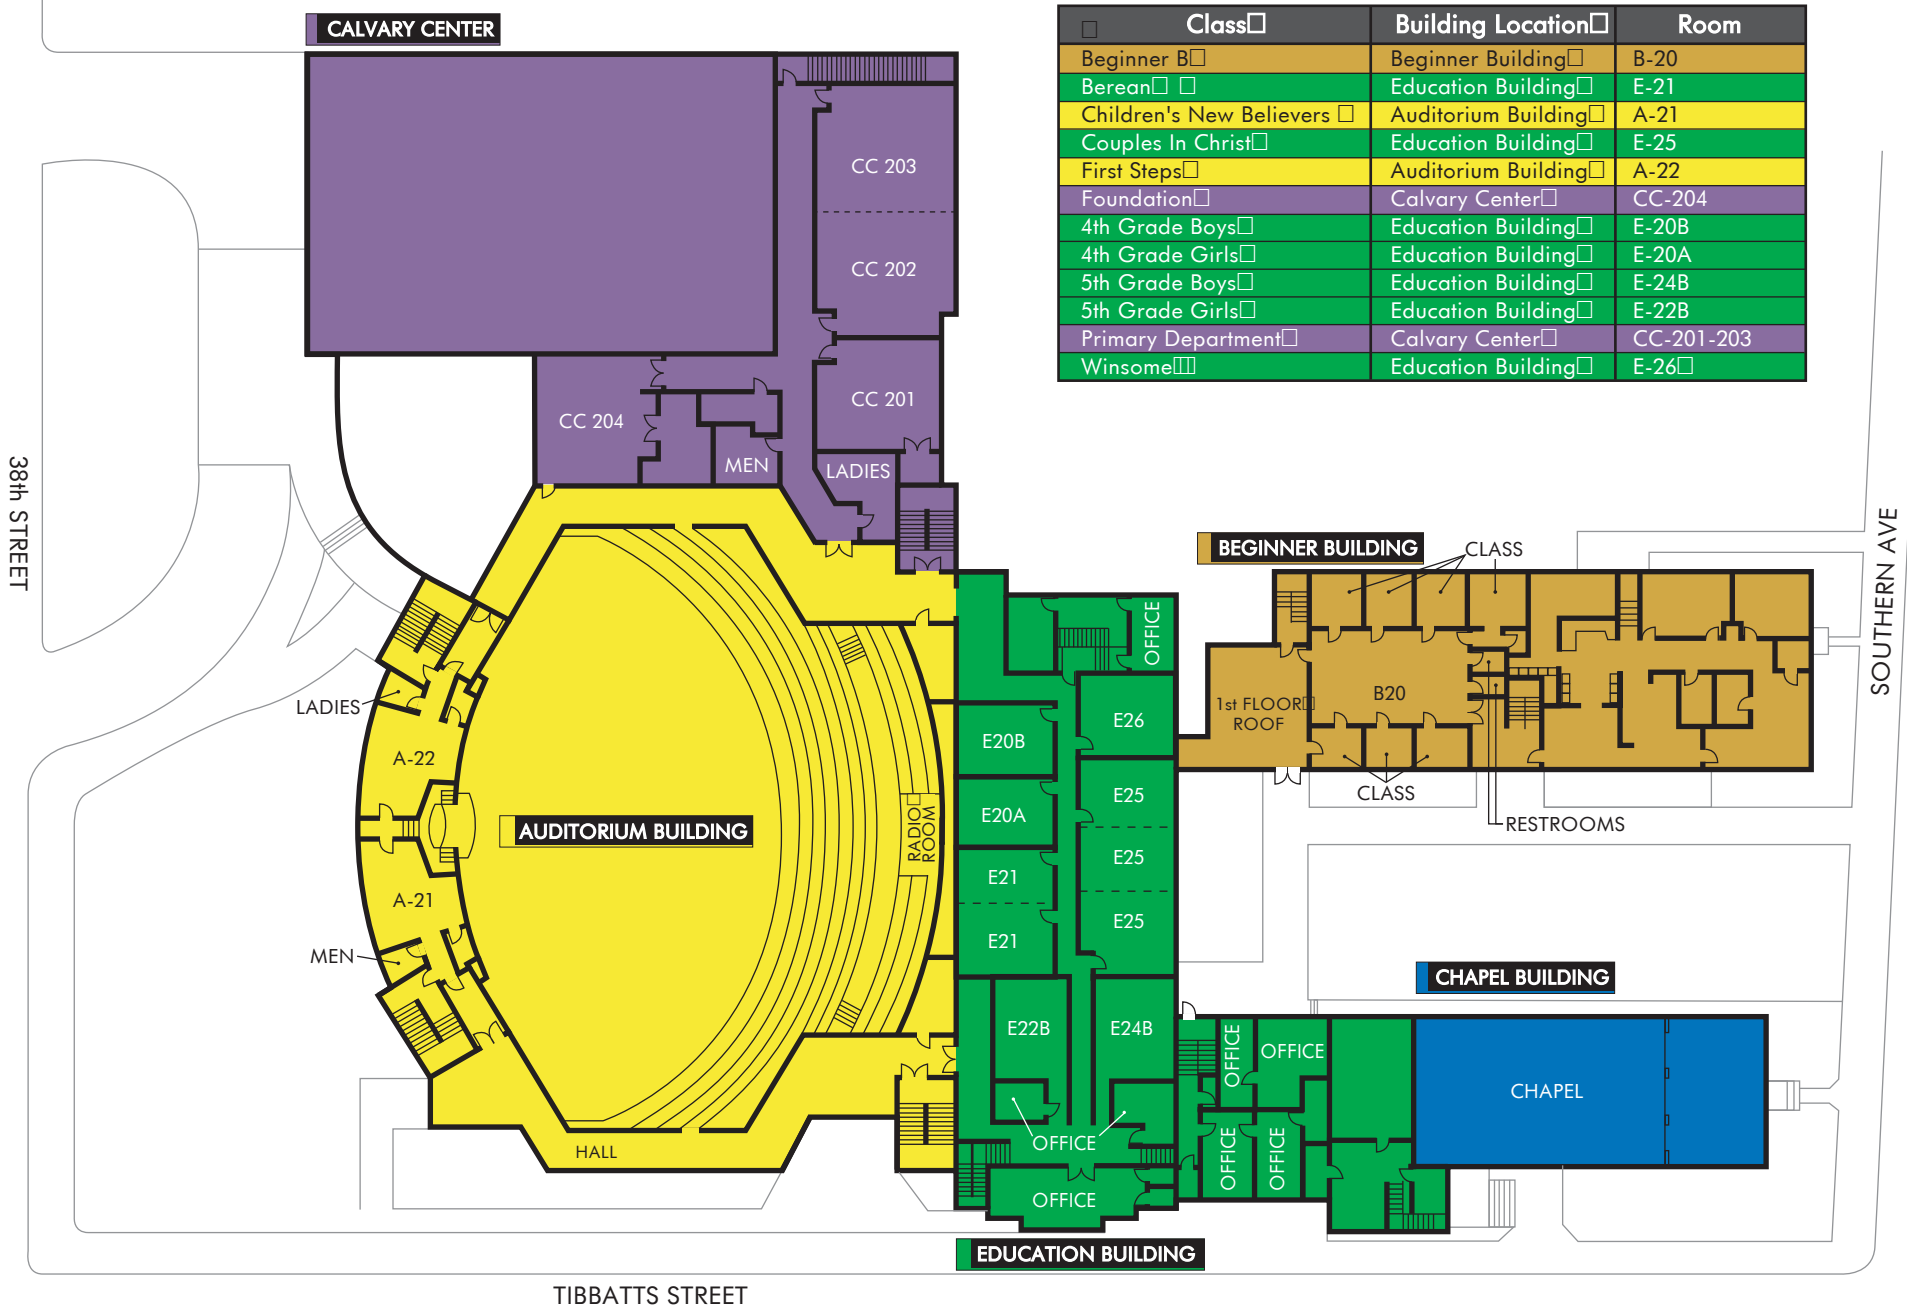 CALVARY CENTER
Class Building Location Room
Beginner B Beginner Building B-20
Berean Education Building E-21
Children's New Believers Auditorium Building A-21
Couples In Christ Education Building E-25
First Steps Auditorium Building A-22
Foundation Calvary Center CC-204
4th Grade Boys Education Building E-20B
4th Grade Girls Education Building E-20A
5th Grade Boys Education Building E-24B
5th Grade Girls Education Building E-22B
Primary Department Calvary Center CC-201-203
Winsome Education Building E-26
CC 203
CC 202
CC 201
CC 204
MEN
LADIES
38th STREET
SOUTHERN AVE
BEGINNER BUILDING
CLASS
OFFICE
1st FLOOR
ROOF
B20
CLASS
RESTROOMS
LADIES
A-22
AUDITORIUM BUILDING
RADIO
ROOM
A-21
MEN
HALL
E26
E20B
E25
E20A
E25
E21
E25
E21
E22B
E24B
OFFICE
OFFICE
OFFICE
OFFICE
OFFICE
OFFICE
CHAPEL BUILDING
CHAPEL
EDUCATION BUILDING
TIBBATTS STREET